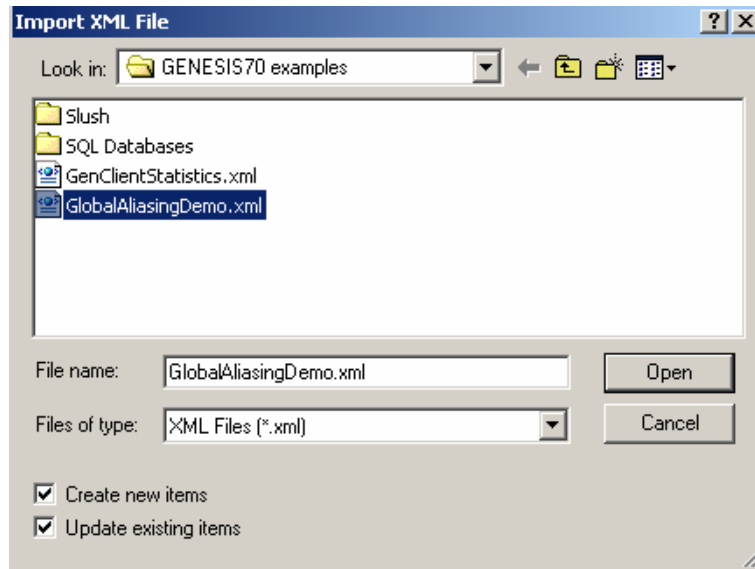 Import XML File
Look in: GENESIS70 examples
Slush
SQL Databases
GenClientStatistics.xml
GlobalAliasingDemo.xml
File name: GlobalAliasingDemo.xml
Open
Files of type: XML Files (*.xml)
Cancel
Create new items
Update existing items